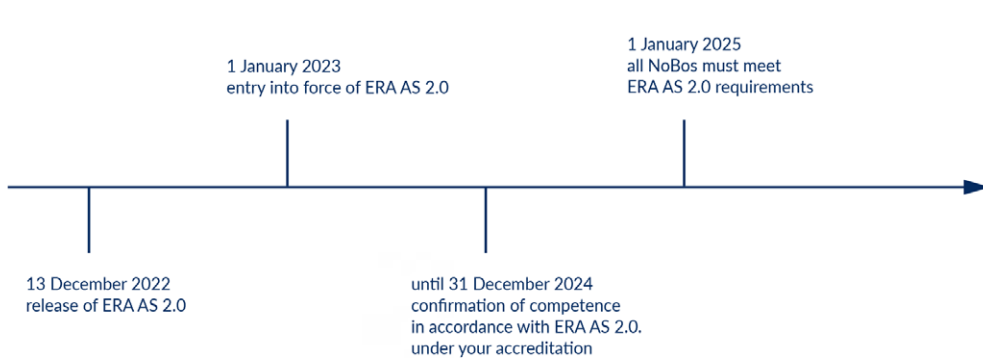 1 January 2025
all NoBos must meet
ERA AS 2.0 requirements
1 January 2023
entry into force of ERA AS 2.0
13 December 2022
release of ERA AS 2.0
until 31 December 2024
confirmation of competence
in accordance with ERA AS 2.0.
under your accreditation